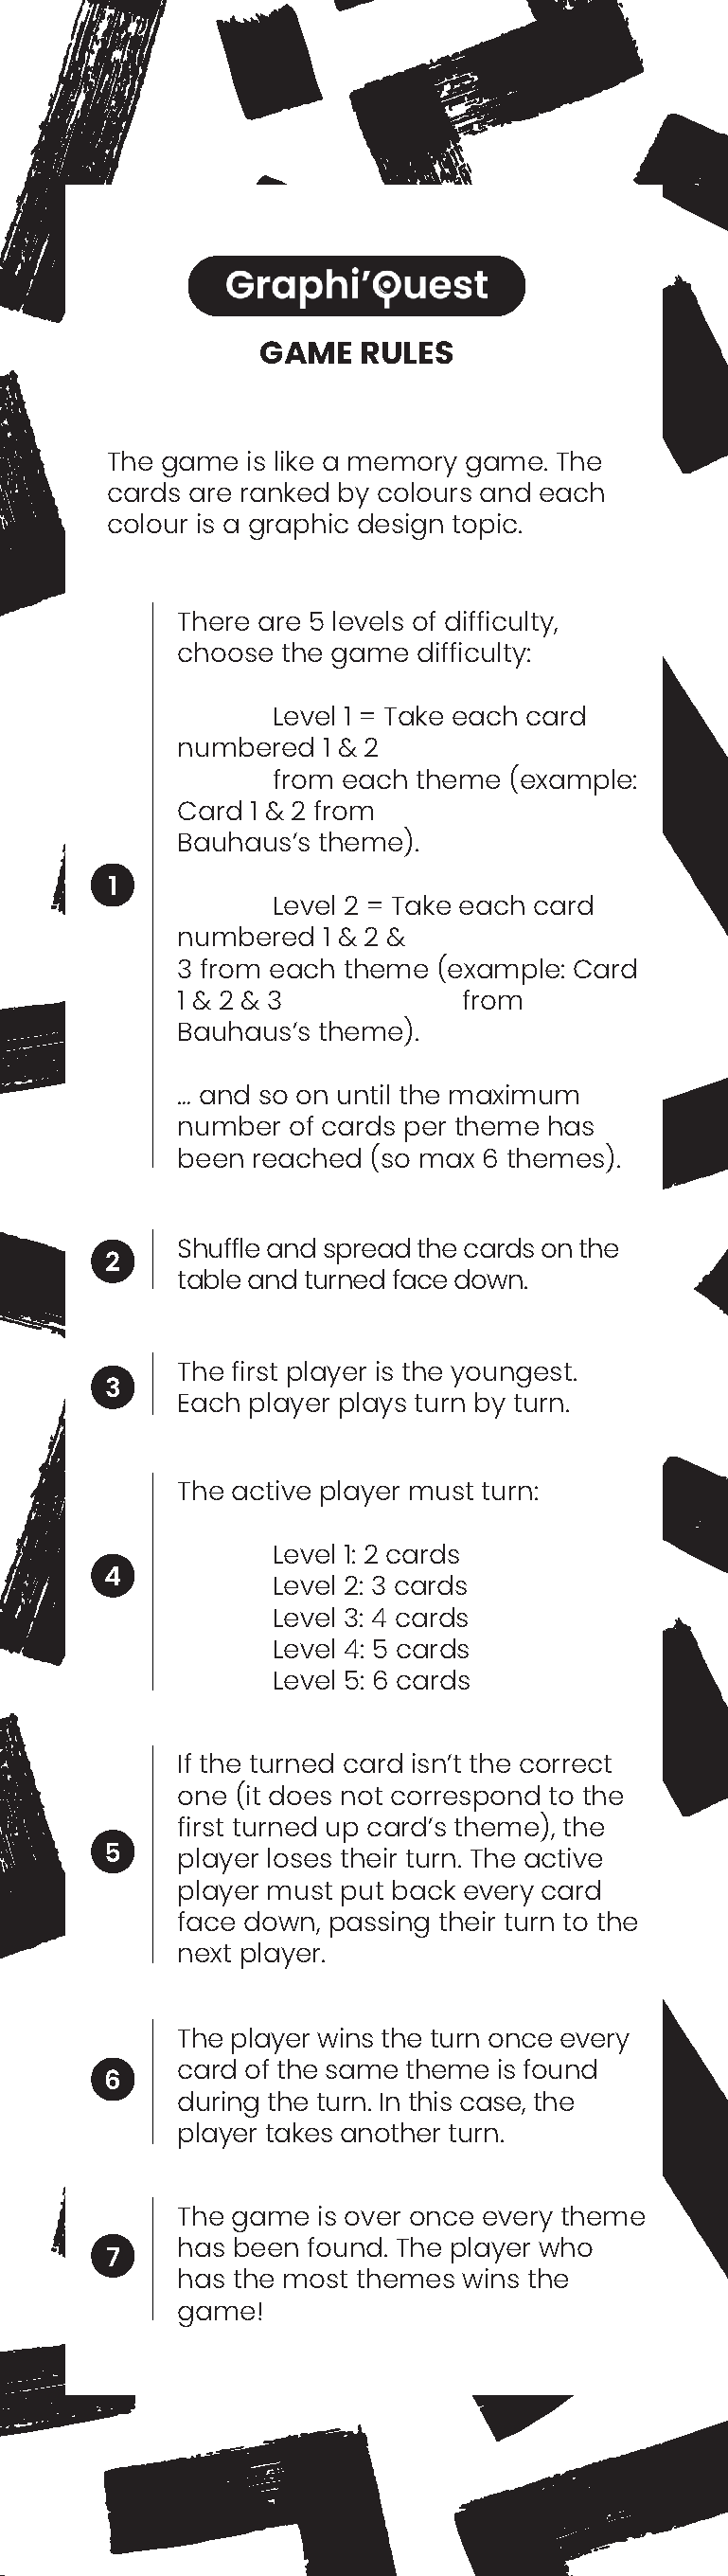 Graphi’Quest
GAME RULES
The game is like a memory game. The
cards are ranked by colours and each
colour is a graphic design topic.
1
There are 5 levels of difficulty,
choose the game difficulty:
Level 1 = Take each card
numbered 1 & 2
from each theme (example:
Card 1 & 2 from
Bauhaus’s theme).
Level 2 = Take each card
numbered 1 & 2 &
3 from each theme (example: Card
1 & 2 & 3 from
Bauhaus’s theme).
... and so on until the maximum
number of cards per theme has
been reached (so max 6 themes).
2
Shuffle and spread the cards on the
table and turned face down.
3
The first player is the youngest.
Each player plays turn by turn.
4
The active player must turn:
Level 1: 2 cards
Level 2: 3 cards
Level 3: 4 cards
Level 4: 5 cards
Level 5: 6 cards
5
If the turned card isn’t the correct
one (it does not correspond to the
first turned up card’s theme), the
player loses their turn. The active
player must put back every card
face down, passing their turn to the
next player.
6
The player wins the turn once every
card of the same theme is found
during the turn. In this case, the
player takes another turn.
7
The game is over once every theme
has been found. The player who
has the most themes wins the
game!